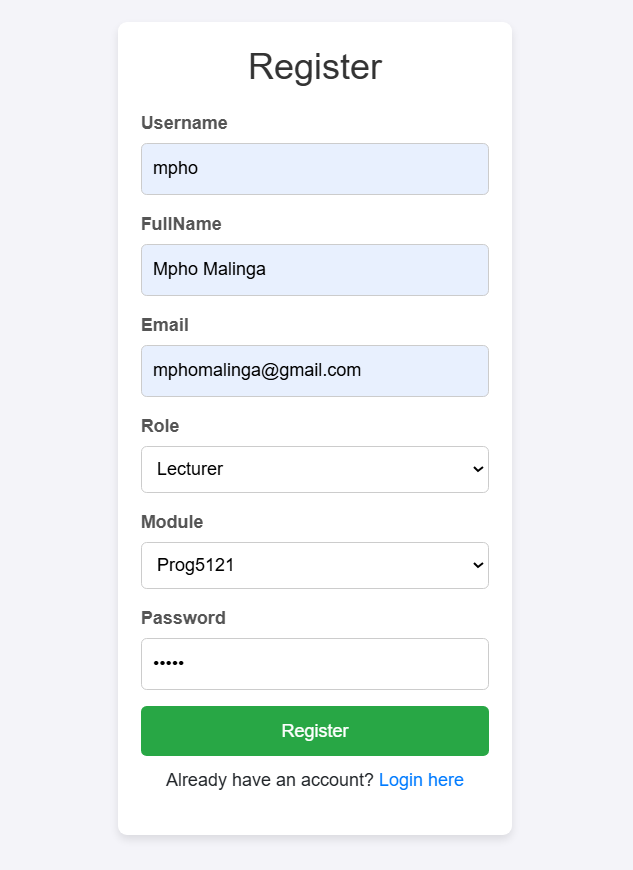 Register
Username
mpho
FullName
Mpho Malinga
Email
mphomalinga@gmail.com
Role
Lecturer
Module
Prog5121
Password
•••••
Register
Already have an account? Login here